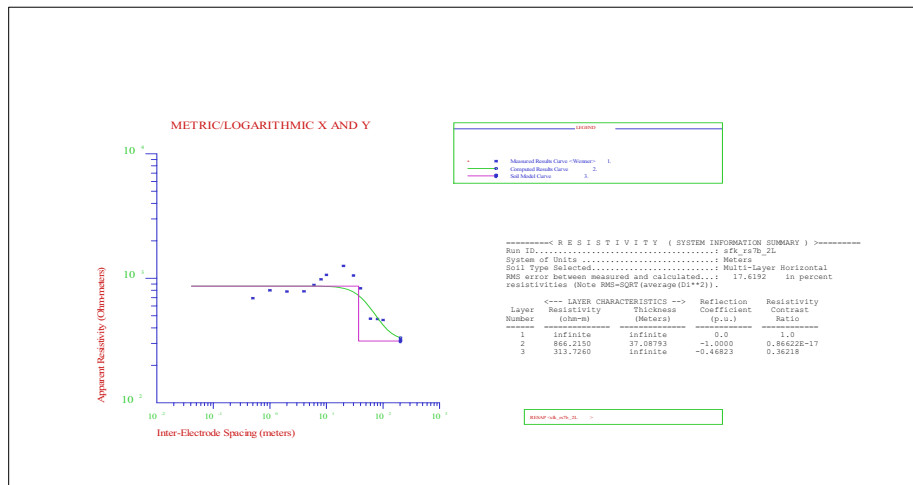 METRIC/LOGARITHMIC X AND Y
LEGEND
Measured Results Curve <Wenner> 1.
Computed Results Curve 2.
Soil Model Curve 3.
Apparent Resistivity (Ohm-meters)
Inter-Electrode Spacing (meters)
=========< R E S I S T I V I T Y ( SYSTEM INFORMATION SUMMARY ) >=========
Run ID......................................: sfk_rs7b_2L
System of Units ............................: Meters
Soil Type Selected..........................: Multi-Layer Horizontal
RMS error between measured and calculated...: 17.6192 in percent
resistivities (Note RMS=SQRT(average(Di**2)).
<--- LAYER CHARACTERISTICS --> Reflection Resistivity
Layer Resistivity Thickness Coefficient Contrast
Number (ohm-m) (Meters) (p.u.) Ratio
====== ============== ============== ============ ============
1 infinite infinite 0.0 1.0
2 866.2150 37.08793 -1.0000 0.86622E-17
3 313.7260 infinite -0.46823 0.36218
RESAP <sfk_rs7b_2L >